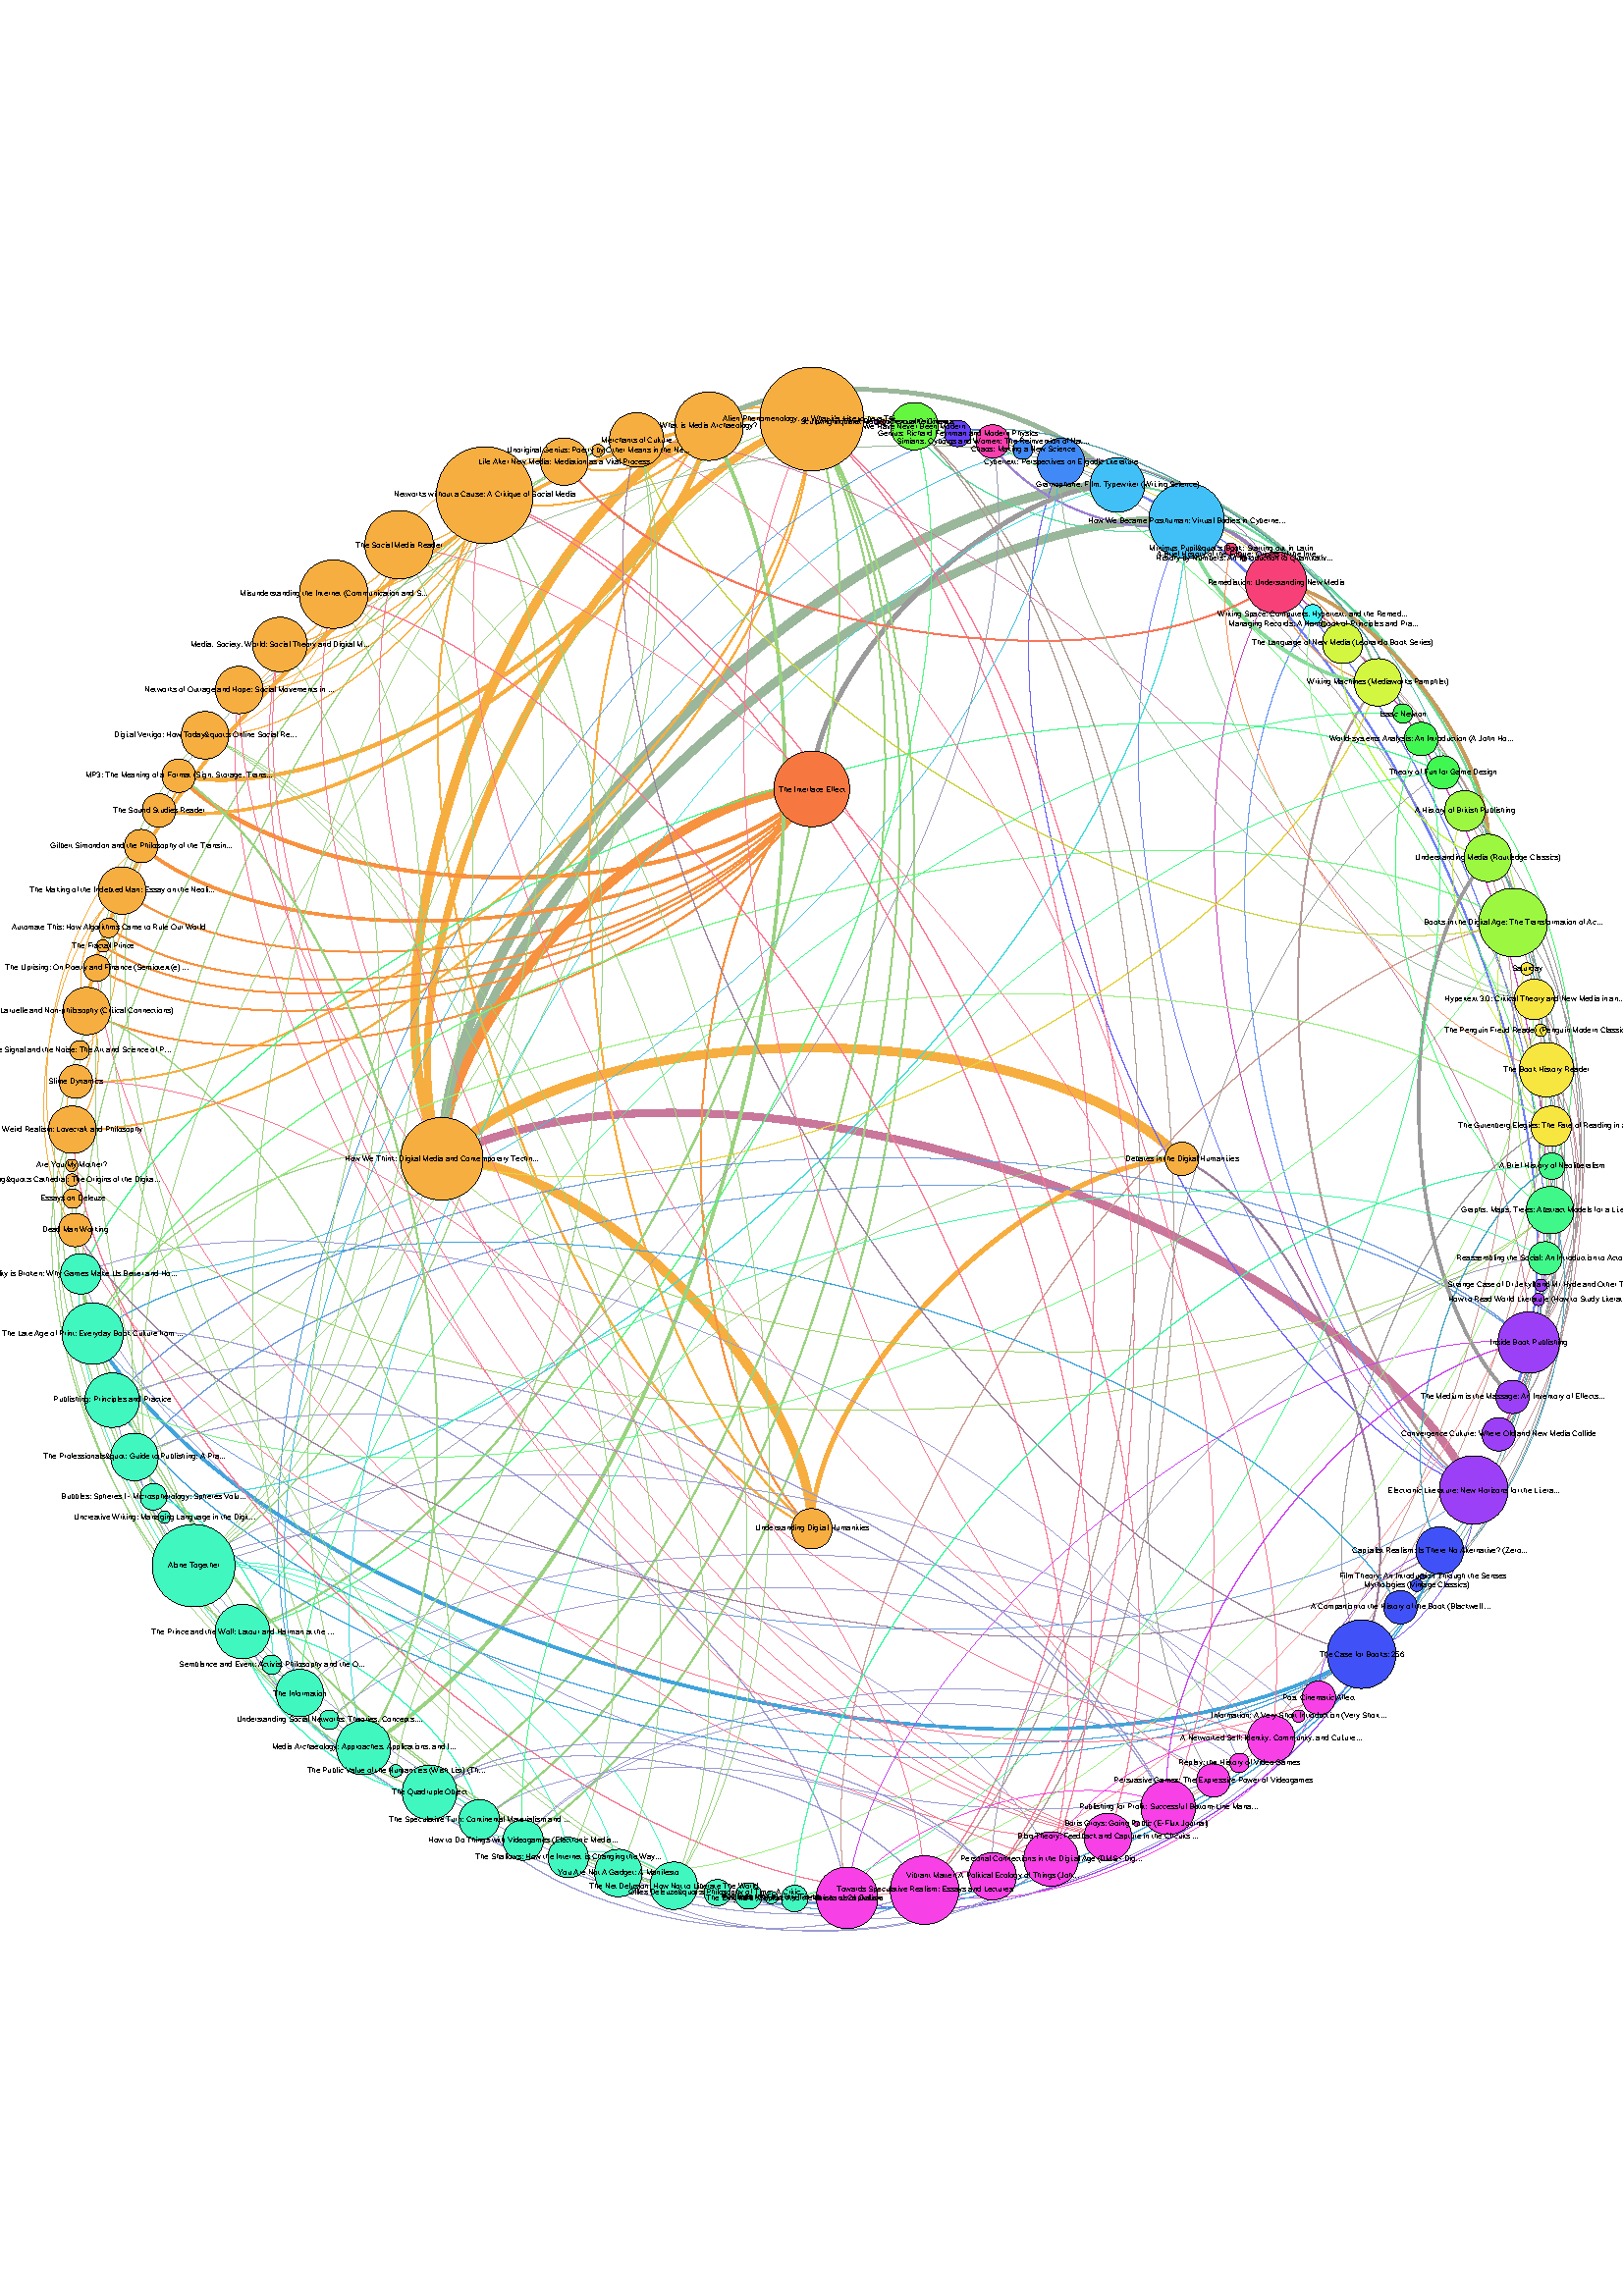 Alien Phenomenology, or What It's Like to Be a Thi
We Have Never Been Modern
What is Media Archaeology?
Genius: Richard Feynman and Modern Physics
Merchants of Culture
Simians, Cyborgs and Women: The Reinvention of Nat...
Unoriginal Genius: Poetry by Other Means in the Ne...
Chaos: Making a New Science
Life After New Media: Mediation as a Vital Process
Cybertext: Perspectives on Ergodic Literature
Gramophone, Film, Typewriter (Writing Science)
Networks without a Cause: A Critique of Social Media
How We Became Posthuman: Virtual Bodies in Cyberne...
The Social Media Reader
Minimus Pupil&quot;s Book: Starting out in Latin
History by Numbers: An Introduction to Quantitativ...
Remediation: Understanding New Media
Misunderstanding the Internet (Communication and S...
Writing Space: Computers, Hypertext, and the Remed...
Managing Records: A Handbook of Principles and Pra...
Media, Society, World: Social Theory and Digital M...
The Language of New Media (Leonardo Book Series)
Writing Machines (Mediaworks Pamphlet)
Networks of Outrage and Hope: Social Movements in ...
Isaac Newton
Digital Vertigo: How Today&quot;s Online Social Re...
World-systems Analysis: An Introduction (A John Ho...
MP3: The Meaning of a Format (Sign, Storage, Trans...
Theory of Fun for Game Design
The Interface Effect
The Sound Studies Reader
A History of British Publishing
Gilbert Simondon and the Philosophy of the Transin...
Understanding Media (Routledge Classics)
The Making of the Indebted Man: Essay on the Neoli...
Books in the Digital Age: The Transformation of Ac...
Automate This: How Algorithms Came to Rule Our World
The Fractal Prince
The Uprising: On Poetry and Finance (Semiotext(e) ...
Saturday
Laruelle and Non-philosophy (Critical Connections)
Hypertext 3.0: Critical Theory and New Media in an...
The Penguin Freud Reader (Penguin Modern Classic
e Signal and the Noise: The Art and Science of P...
The Book History Reader
Slime Dynamics
Weird Realism: Lovecraft and Philosophy
The Gutenberg Elegies: The Fate of Reading in a
How We Think: Digital Media and Contemporary Techn...
Debates in the Digital Humanities
Are You My Mother?
A Brief History of Neoliberalism
g&quot;s Cathedral: The Origins of the Digita...
Essays on Deleuze
Graphs, Maps, Trees: Abstract Models for a Lite
Dead Man Working
Reassembling the Social: An Introduction to Acto
ity is Broken: Why Games Make Us Better and Ho...
Strange Case of Dr Jekyll and Mr Hyde and Other T
How to Read World Literature (How to Study Literat
The Late Age of Print: Everyday Book Culture from ...
Inside Book Publishing
Publishing: Principles and Practice
The Medium is the Massage: An Inventory of Effects...
Convergence Culture: Where Old and New Media Collide
The Professionals&quot; Guide to Publishing: A Pra...
Electronic Literature: New Horizons for the Litera...
Bubbles: Spheres I - Microspherology: Spheres Volu...
Uncreative Writing: Managing Language in the Digit...
Understanding Digital Humanities
Capitalist Realism: Is There No Alternative? (Zero...
Alone Together
Film Theory: An Introduction Through the Senses
Mythologies (Vintage Classics)
A Companion to the History of the Book (Blackwell ...
The Prince and the Wolf: Latour and Harman at the ...
The Case for Books: 256
Semblance and Event: Activist Philosophy and the O...
The Information
Post Cinematic Affect
Information: A Very Short Introduction (Very Short...
Understanding Social Networks: Theories, Concepts,...
A Networked Self: Identity, Community, and Culture...
Media Archaeology: Approaches, Applications, and I...
Replay: the History of Video Games
The Public Value of the Humanities (Wish List) (Th...
Persuasive Games: The Expressive Power of Videogames
The Quadruple Object
Publishing for Profit: Successful Bottom-Line Mana...
The Speculative Turn: Continental Materialism and ...
Boris Groys: Going Public (E-Flux Journal)
Blog Theory: Feedback and Capture in the Circuits ...
How to Do Things with Videogames (Electronic Media...
The Shallows: How the Internet is Changing the Way...
Personal Connections in the Digital Age (DMS - Dig...
You Are Not A Gadget: A Manifesto
Vibrant Matter: A Political Ecology of Things (Joh...
The Net Delusion: How Not to Liberate The World
Towards Speculative Realism: Essays and Lectures